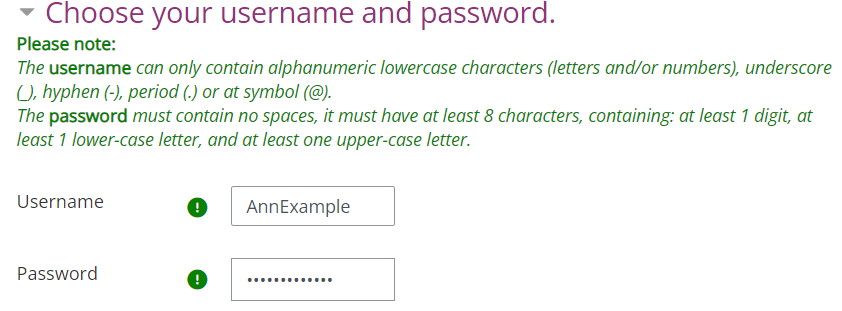 Choose your username and password.
Please note:
The username can only contain alphanumeric lowercase characters (letters and/or numbers), underscore
(_), hyphen (-), period (.) or at symbol (@).
The password must contain no spaces, it must have at least 8 characters, containing: at least 1 digit, at
least 1 lower-case letter, and at least one upper-case letter.
Username ! AnnExample
Password ! •••••••••••••